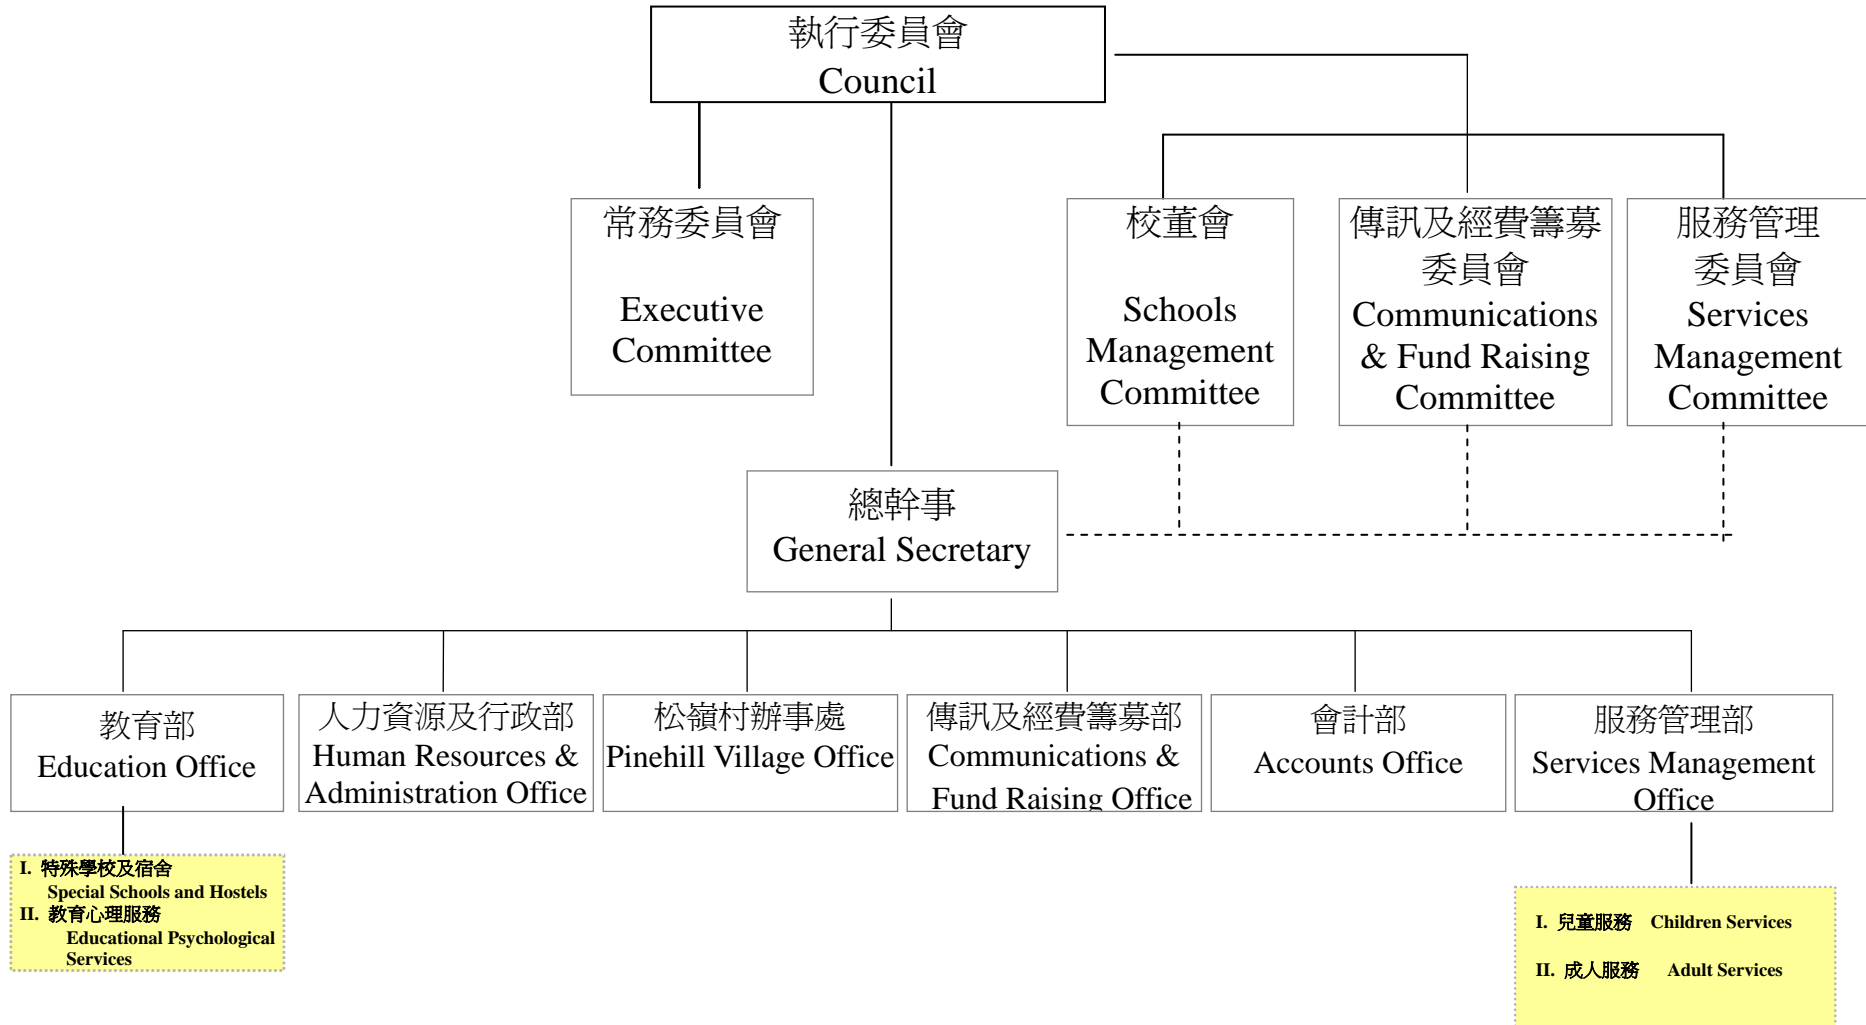 執行委員會
Council
常務委員會
Executive
Committee
校董會
Schools
Management
Committee
傳訊及經費籌募
委員會
Communications
& Fund Raising
Committee
服務管理
委員會
Services
Management
Committee
總幹事
General Secretary
教育部
Education Office
人力資源及行政部
Human Resources &
Administration Office
松嶺村辦事處
Pinehill Village Office
傳訊及經費籌募部
Communications &
Fund Raising Office
會計部
Accounts Office
服務管理部
Services Management
Office
I. 特殊學校及宿舍
Special Schools and Hostels
II. 教育心理服務
Educational Psychological
Services
I. 兒童服務 Children Services
II. 成人服務 Adult Services